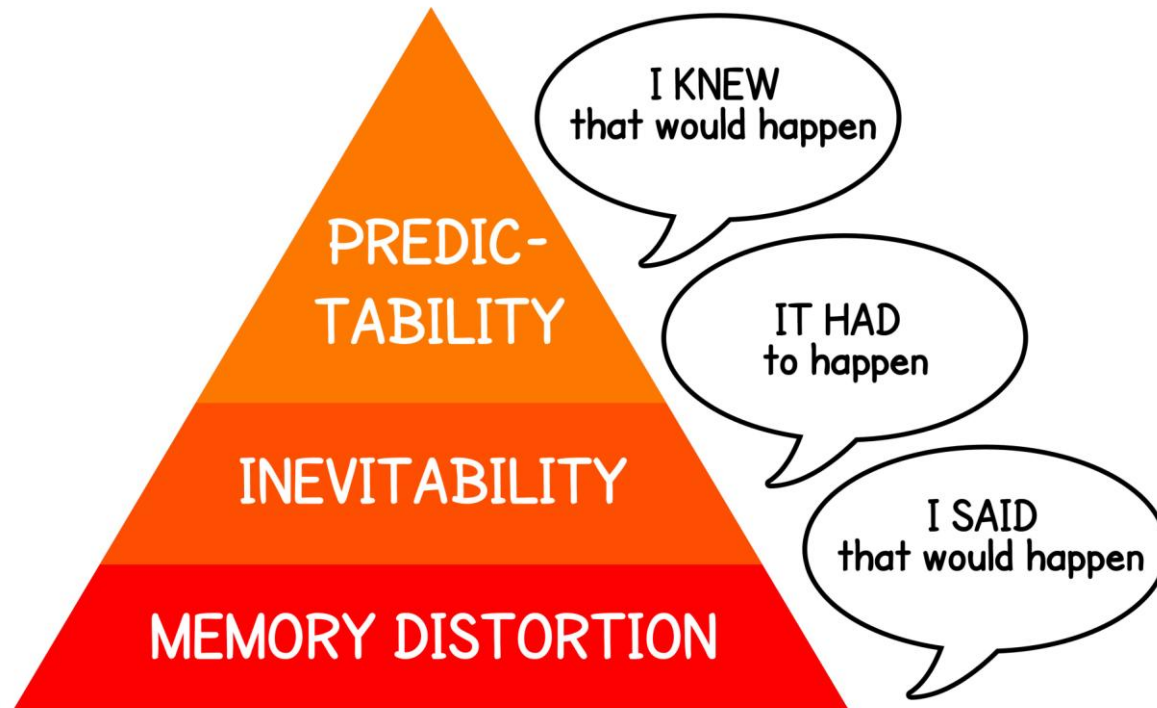 I KNEW
that would happen
PREDIC-
TABILITY
IT HAD
to happen
INEVITABILITY
I SAID
that would happen
MEMORY DISTORTION